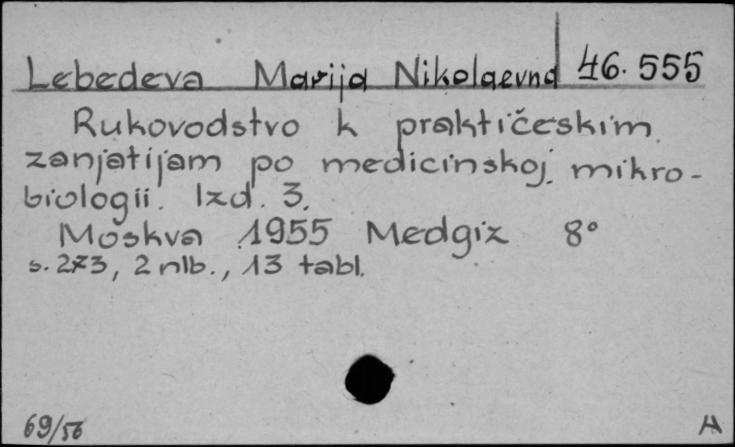 Lebedeva Marija Nikolaevna 46.555
Rukovodstvo k praktičeskim
zanjatijam po medicinskoj mikro-
biologii. Izd. 3.
Moskva 1955 Medgiz 8°
s. 273, 2 nlb., 13 tabl.
69/56